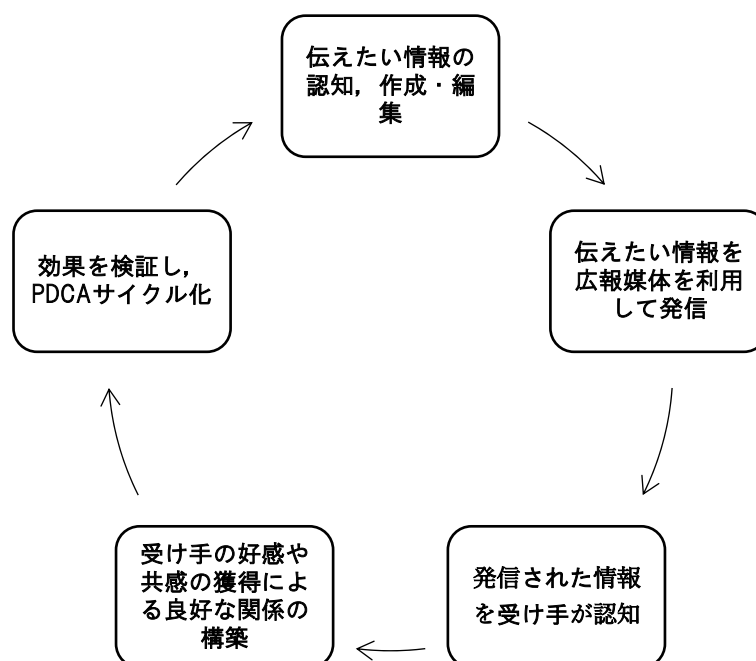 伝えたい情報の
認知，作成・編
集
伝えたい情報を
広報媒体を利用
して発信
発信された情報
を受け手が認知
受け手の好感や
共感の獲得によ
る良好な関係の
構築
効果を検証し，
PDCAサイクル化